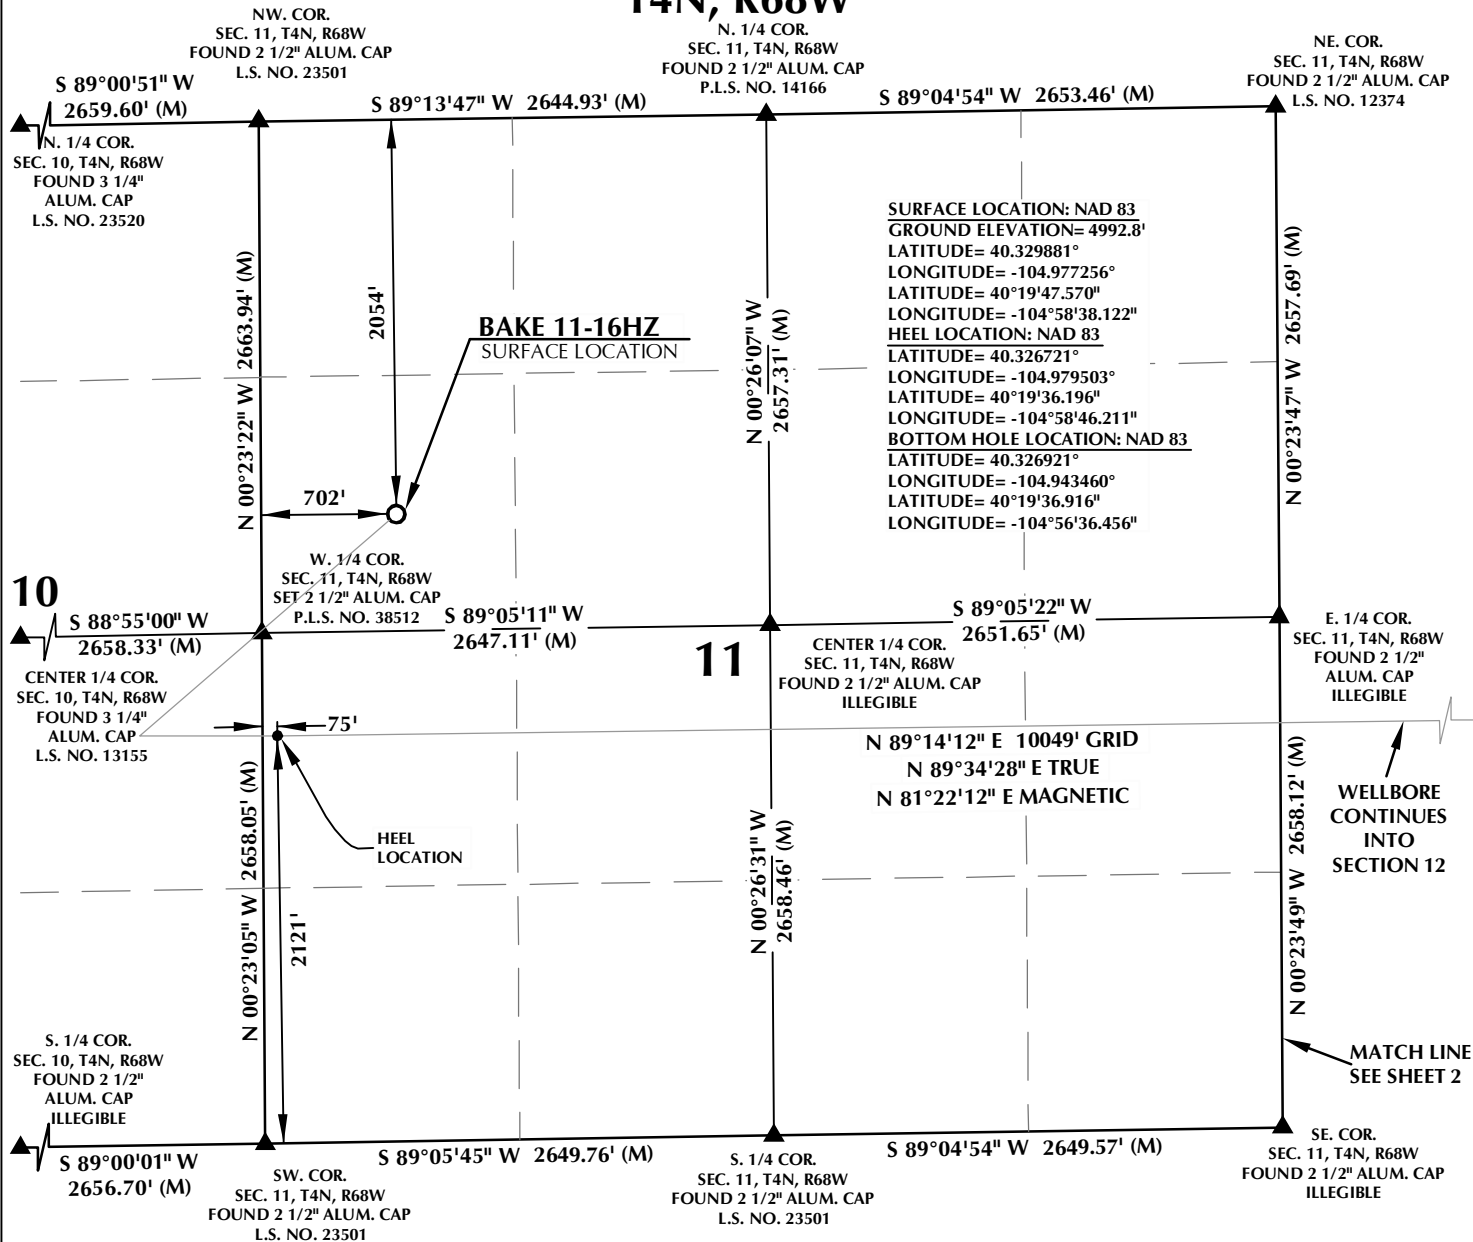 T4N, R68W
NW. COR.
SEC. 11, T4N, R68W
FOUND 2 1/2" ALUM. CAP
L.S. NO. 23501
N. 1/4 COR.
SEC. 11, T4N, R68W
FOUND 2 1/2" ALUM. CAP
P.L.S. NO. 14166
NE. COR.
SEC. 11, T4N, R68W
FOUND 2 1/2" ALUM. CAP
L.S. NO. 12374
S 89°00'51" W
2659.60' (M)
S 89°13'47" W 2644.93' (M)
S 89°04'54" W 2653.46' (M)
N. 1/4 COR.
SEC. 10, T4N, R68W
FOUND 3 1/4"
ALUM. CAP
L.S. NO. 23520
SURFACE LOCATION: NAD 83
GROUND ELEVATION= 4992.8'
LATITUDE= 40.329881°
LONGITUDE= -104.977256°
LATITUDE= 40°19'47.570"
LONGITUDE= -104°58'38.122"
HEEL LOCATION: NAD 83
LATITUDE= 40.326721°
LONGITUDE= -104.979503°
LATITUDE= 40°19'36.196"
LONGITUDE= -104°58'46.211"
BOTTOM HOLE LOCATION: NAD 83
LATITUDE= 40.326921°
LONGITUDE= -104.943460°
LATITUDE= 40°19'36.916"
LONGITUDE= -104°56'36.456"
N 00°23'22" W 2663.94' (M)
2054'
BAKE 11-16HZ
SURFACE LOCATION
N 00°26'07" W
2657.31' (M)
N 00°23'47" W 2657.69' (M)
702'
W. 1/4 COR.
SEC. 11, T4N, R68W
SET 2 1/2" ALUM. CAP
P.L.S. NO. 38512
10
S 88°55'00" W
2658.33' (M)
S 89°05'11" W
2647.11' (M)
S 89°05'22" W
2651.65' (M)
11
CENTER 1/4 COR.
SEC. 11, T4N, R68W
FOUND 2 1/2" ALUM. CAP
ILLEGIBLE
E. 1/4 COR.
SEC. 11, T4N, R68W
FOUND 2 1/2"
ALUM. CAP
ILLEGIBLE
CENTER 1/4 COR.
SEC. 10, T4N, R68W
FOUND 3 1/4"
ALUM. CAP
L.S. NO. 13155
75'
N 89°14'12" E 10049' GRID
N 89°34'28" E TRUE
N 81°22'12" E MAGNETIC
WELLBORE
CONTINUES
INTO
SECTION 12
HEEL
LOCATION
N 00°23'05" W 2658.05' (M)
2121'
N 00°26'31" W
2658.46' (M)
N 00°23'49" W 2658.12' (M)
MATCH LINE
SEE SHEET 2
S. 1/4 COR.
SEC. 10, T4N, R68W
FOUND 2 1/2"
ALUM. CAP
ILLEGIBLE
S 89°00'01" W
2656.70' (M)
S 89°05'45" W 2649.76' (M)
S 89°04'54" W 2649.57' (M)
SW. COR.
SEC. 11, T4N, R68W
FOUND 2 1/2" ALUM. CAP
L.S. NO. 23501
S. 1/4 COR.
SEC. 11, T4N, R68W
FOUND 2 1/2" ALUM. CAP
L.S. NO. 23501
SE. COR.
SEC. 11, T4N, R68W
FOUND 2 1/2" ALUM. CAP
ILLEGIBLE